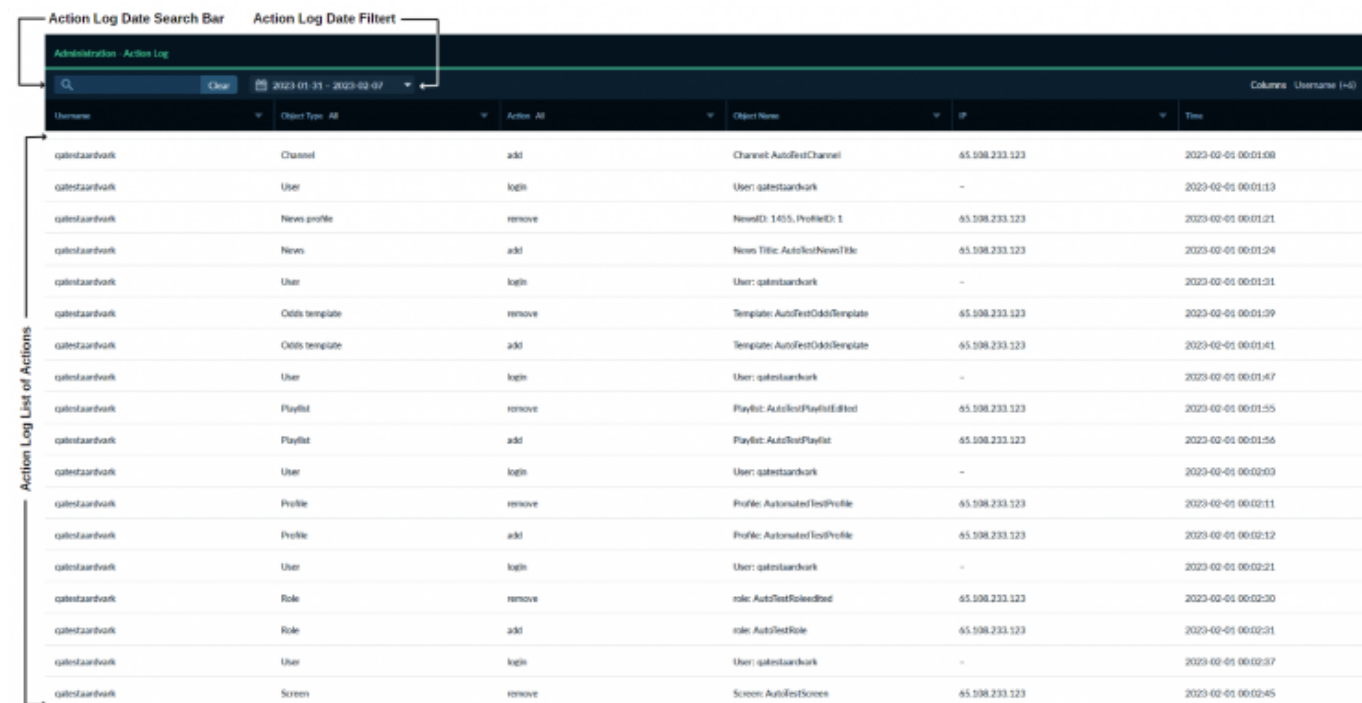 Action Log Date Search Bar Action Log Date Filtert
Administration - Action Log
Clear 2023-01-31 - 2023-02-07 Columns Username (+6)
Username Object Type All Action All Object Name IP Time
qatestaardvark Channel add Channel: AutoTestChannel 65.108.233.123 2023-02-01 00:01:08
qatestaardvark User login User: qatestaardvark - 2023-02-01 00:01:13
qatestaardvark News profile remove NewsID: 1455, ProfileID: 1 65.108.233.123 2023-02-01 00:01:21
qatestaardvark News add News Title: AutoTestNewsTitle 65.108.233.123 2023-02-01 00:01:24
qatestaardvark User login User: qatestaardvark - 2023-02-01 00:01:31
qatestaardvark Odds template remove Template: AutoTestOddsTemplate 65.108.233.123 2023-02-01 00:01:39
qatestaardvark Odds template add Template: AutoTestOddsTemplate 65.108.233.123 2023-02-01 00:01:41
qatestaardvark User login User: qatestaardvark - 2023-02-01 00:01:47
qatestaardvark Playlist remove Playlist: AutoTestPlaylistEdited 65.108.233.123 2023-02-01 00:01:55
qatestaardvark Playlist add Playlist: AutoTestPlaylist 65.108.233.123 2023-02-01 00:01:56
qatestaardvark User login User: qatestaardvark - 2023-02-01 00:02:03
qatestaardvark Profile remove Profile: AutomatedTestProfile 65.108.233.123 2023-02-01 00:02:11
qatestaardvark Profile add Profile: AutomatedTestProfile 65.108.233.123 2023-02-01 00:02:12
qatestaardvark User login User: qatestaardvark - 2023-02-01 00:02:21
qatestaardvark Role remove role: AutoTestRoleedited 65.108.233.123 2023-02-01 00:02:30
qatestaardvark Role add role: AutoTestRole 65.108.233.123 2023-02-01 00:02:31
qatestaardvark User login User: qatestaardvark - 2023-02-01 00:02:37
qatestaardvark Screen remove Screen: AutoTestScreen 65.108.233.123 2023-02-01 00:02:45
Action Log List of Actions